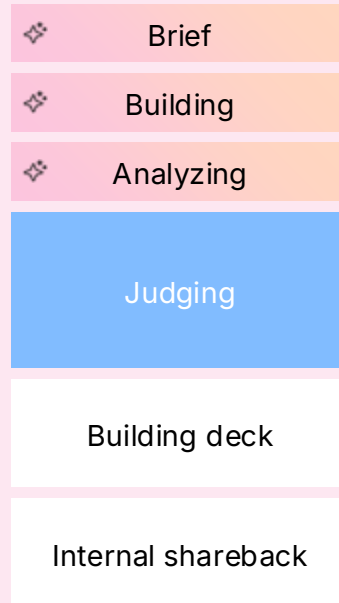 Brief
Building
Analyzing
Judging
Building deck
Internal shareback